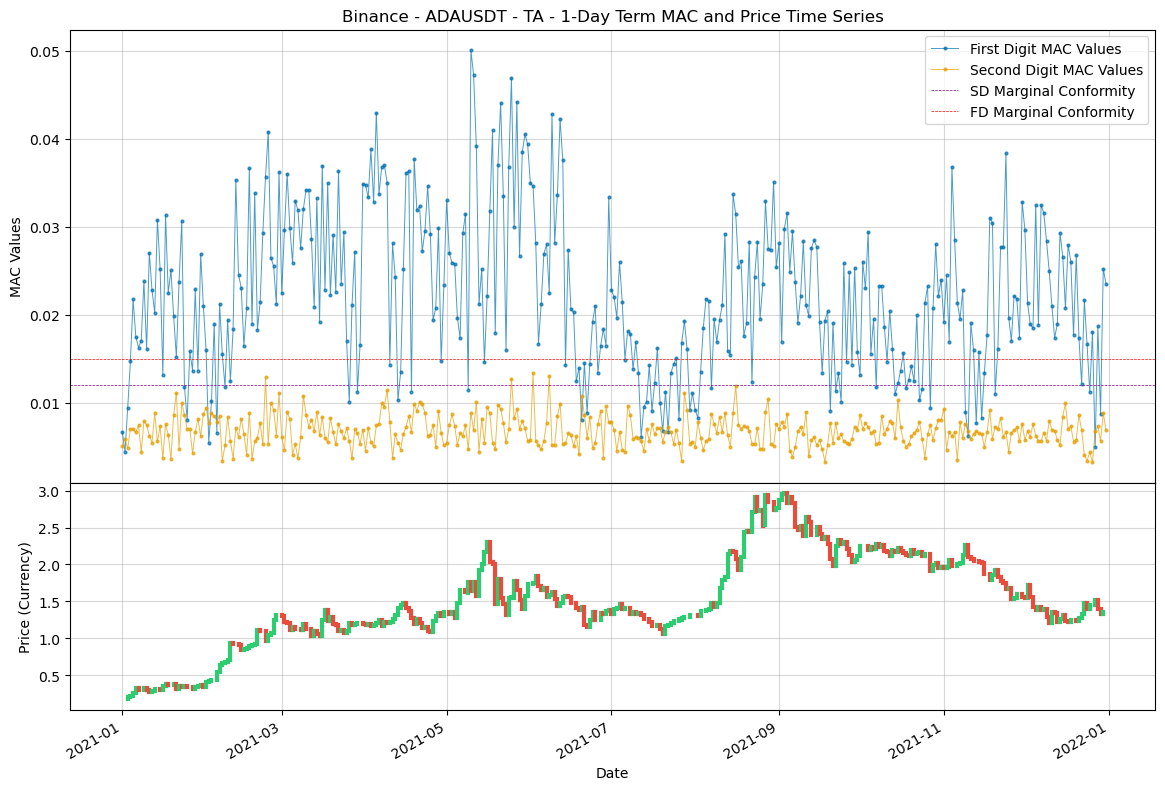 Binance - ADAUSDT - TA - 1-Day Term MAC and Price Time Series
First Digit MAC Values
Second Digit MAC Values
SD Marginal Conformity
FD Marginal Conformity
MAC Values
0.05
0.04
0.03
0.02
0.01
Price (Currency)
3.0
2.5
2.0
1.5
1.0
0.5
2021-01
2021-03
2021-05
2021-07
2021-09
2021-11
2022-01
Date